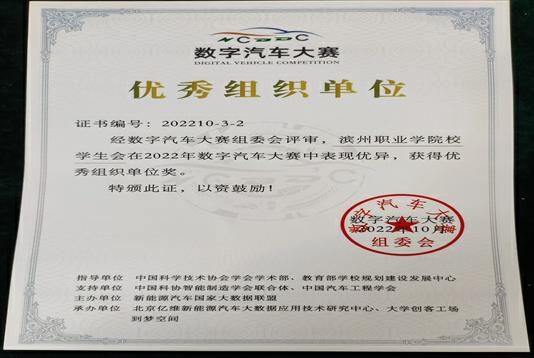 NCBDC
数字汽车大赛
DIGITAL VEHICLE COMPETITION
优秀组织单位
证书编号：202210-3-2
经数字汽车大赛组委会评审，滨州职业学院校
学生会在2022年数字汽车大赛中表现优异，获得优
秀组织单位奖。
特颁此证，以资鼓励！
数字汽车大赛
数字汽车大赛
2022年10月
组委会
指导单位 中国科学技术协会学会学术部、教育部学校规划建设发展中心
支持单位 中国科协智能制造学会联合体、中国汽车工程学会
主办单位 新能源汽车国家大数据联盟
承办单位 北京亿维新能源汽车大数据应用技术研究中心、大学创客工场
到梦空间